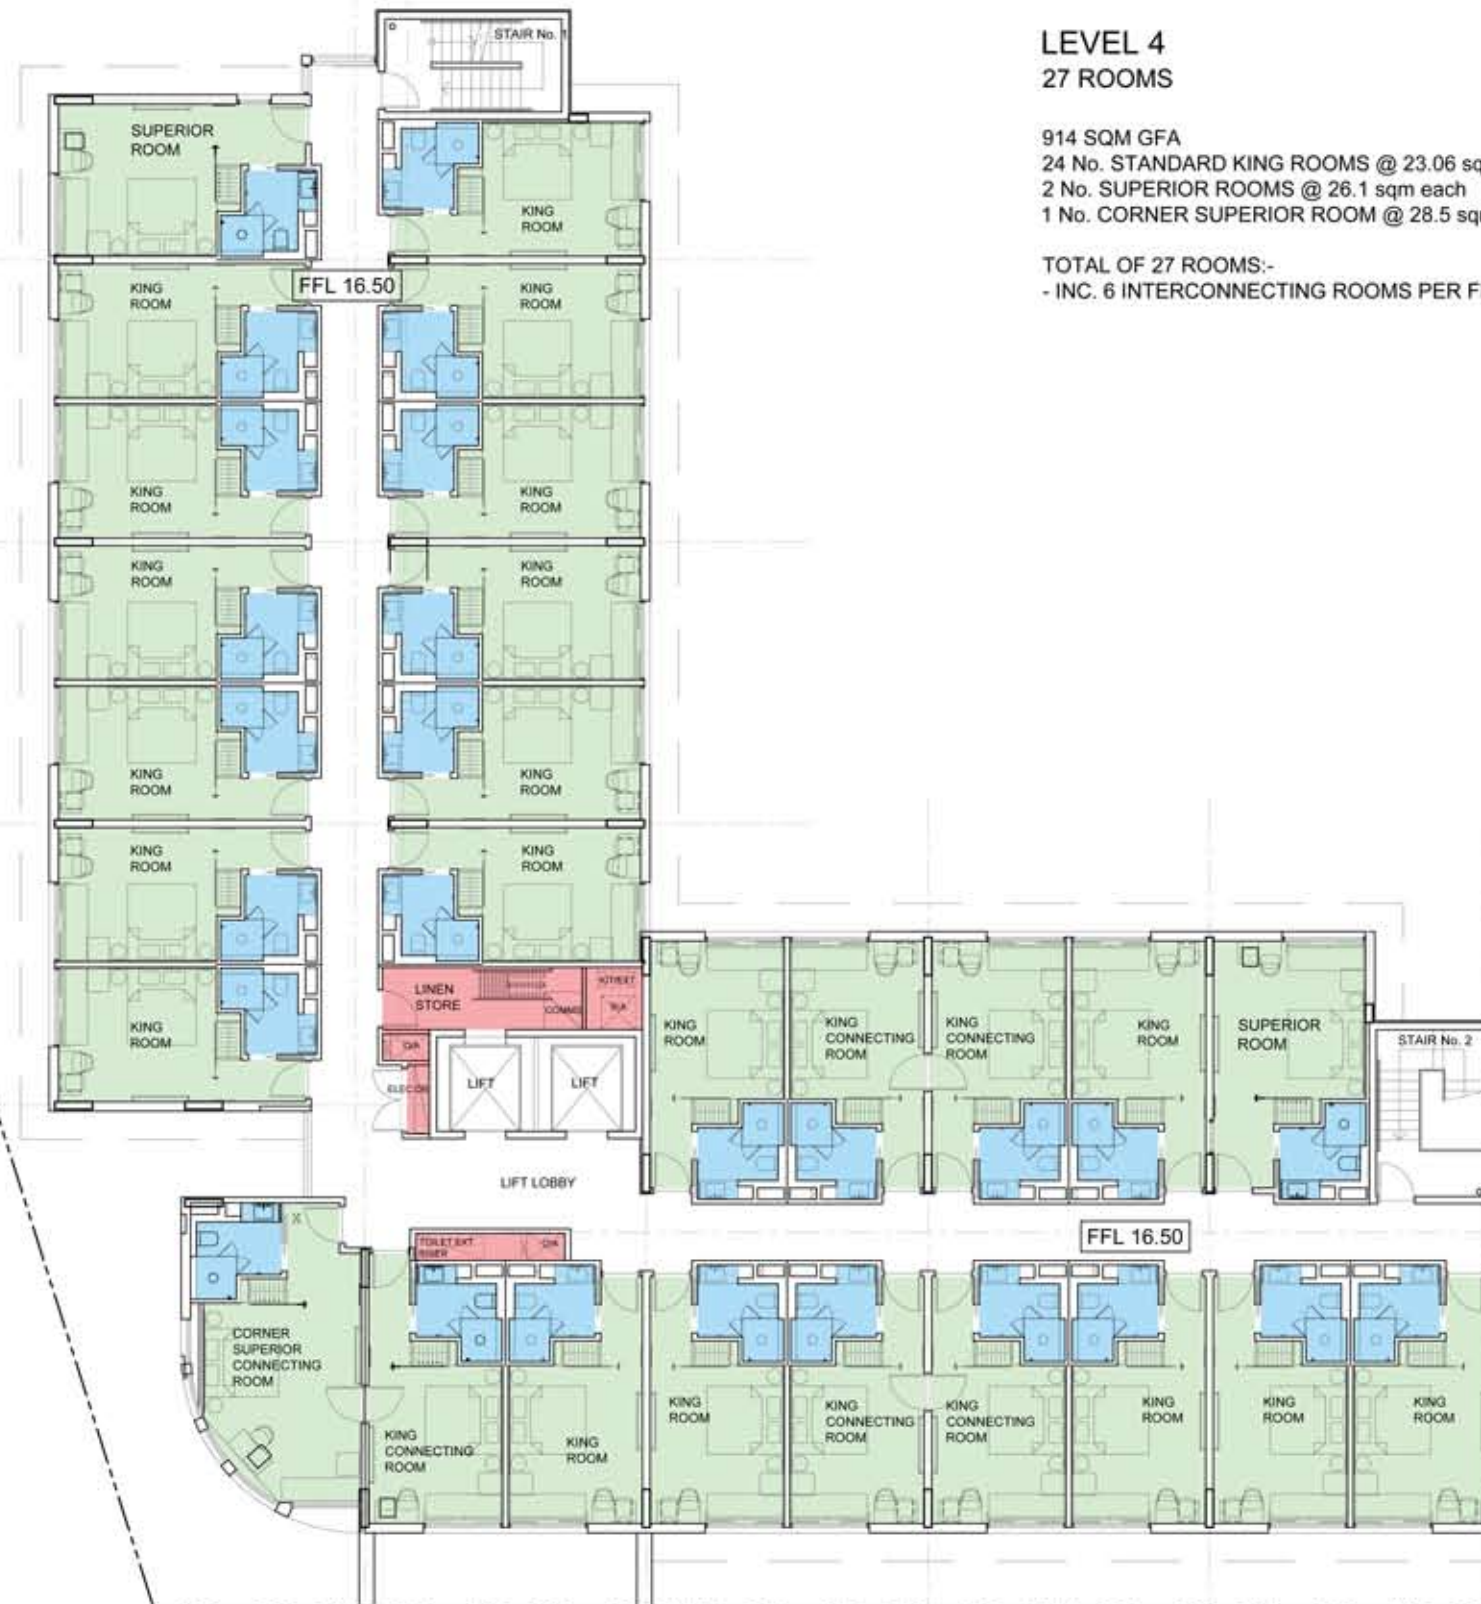 STAIR No. 1
LEVEL 4
27 ROOMS
914 SQM GFA
24 No. STANDARD KING ROOMS @ 23.06 sq
2 No. SUPERIOR ROOMS @ 26.1 sqm each
1 No. CORNER SUPERIOR ROOM @ 28.5 sq
TOTAL OF 27 ROOMS:-
- INC. 6 INTERCONNECTING ROOMS PER F
SUPERIOR
ROOM
KING
ROOM
FFL 16.50
KING
ROOM
KING
ROOM
KING
ROOM
KING
ROOM
KING
ROOM
KING
ROOM
KING
ROOM
KING
ROOM
KING
ROOM
KING
ROOM
KING
ROOM
LINEN
STORE
COMMS
R/A
O/A
LIFT
LIFT
LIFT LOBBY
KING
ROOM
KING
CONNECTING
ROOM
KING
CONNECTING
ROOM
KING
ROOM
SUPERIOR
ROOM
STAIR No. 2
FFL 16.50
TOILET EXT
RISER
O/A
CORNER
SUPERIOR
CONNECTING
ROOM
KING
CONNECTING
ROOM
KING
ROOM
KING
ROOM
KING
CONNECTING
ROOM
KING
CONNECTING
ROOM
KING
ROOM
KING
ROOM
KING
ROOM